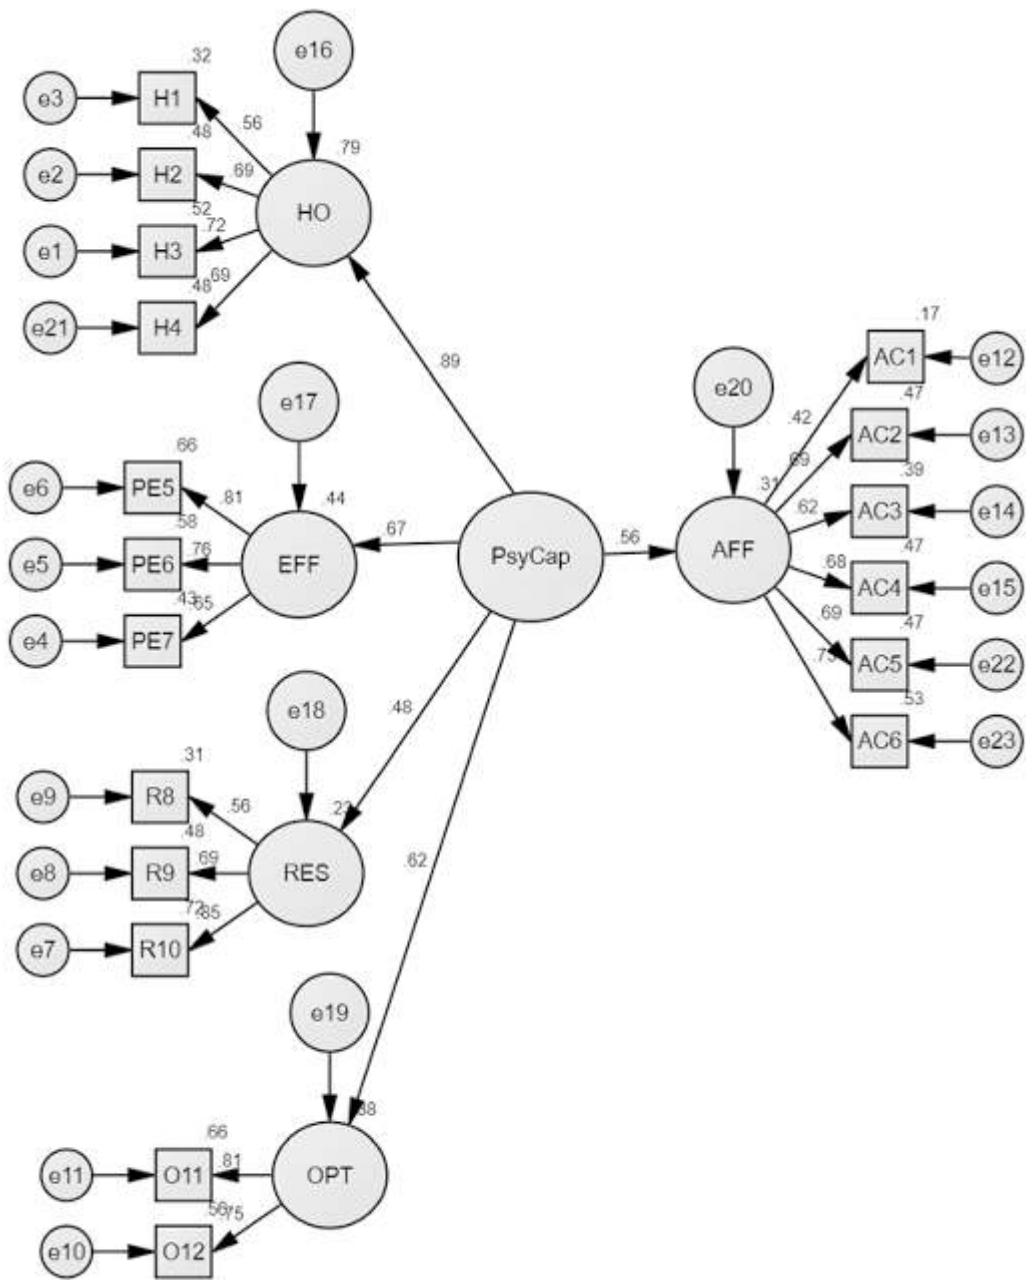 e16
.32
e3
H1
.56
.48
.79
e2
H2
.69
HO
.52
.72
e1
H3
.69
.48
e21
H4
.89
.17
AC1
e12
e20
.47
e17
.42
AC2
e13
.69
.39
.66
.31
e6
PE5
.81
.44
.62
AC3
e14
.58
.67
PsyCap
.56
AFF
.47
e5
PE6
.76
EFF
.68
AC4
e15
.43
.65
.69
.47
e4
PE7
AC5
e22
.53
e18
.48
AC6
e23
.31
e9
R8
.56
.48
e8
R9
.69
RES
.62
.72
.85
e7
R10
e19
.66
e11
O11
.81
OPT
.56
.75
e10
O12